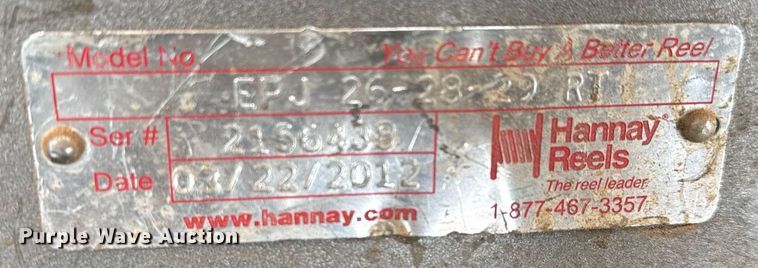 Model No. You Can't Buy A Better Reel.
EPJ 26-28-29 RT
Ser #
Date 03/22/2012
Hannay®
Reels
The reel leader.
www.hannay.com 1-877-467-3357
Purple Wave Auction